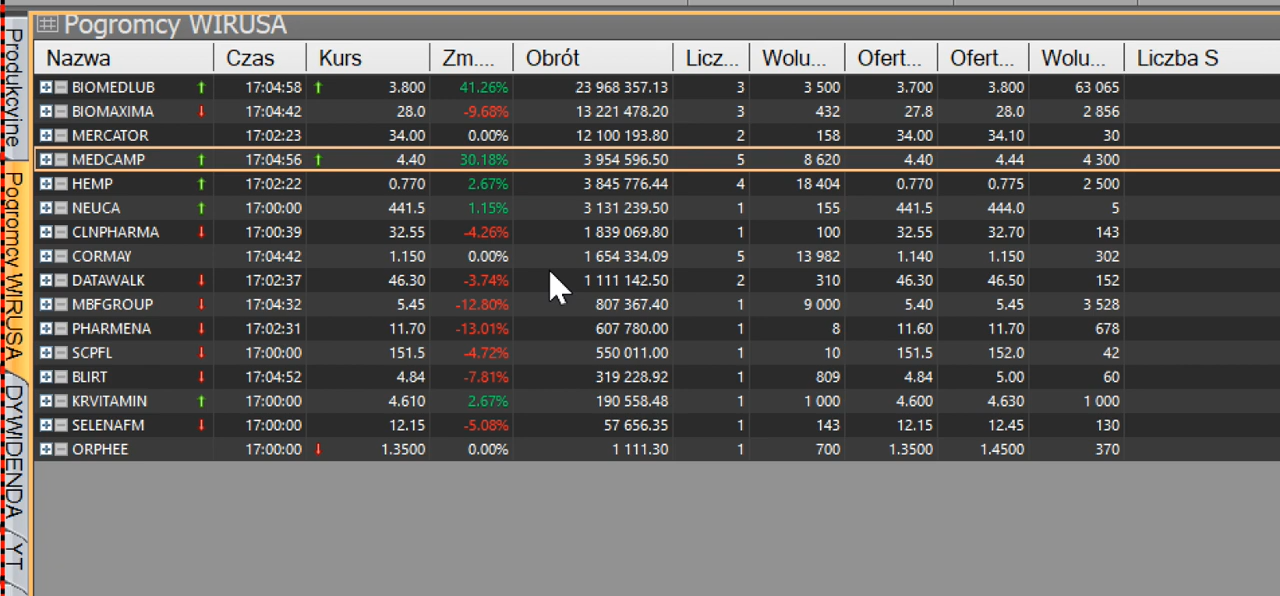 Pogromcy WIRUSA
Nazwa Czas Kurs Zm.... Obrót Licz... Wolu... Ofert... Ofert... Wolu... Liczba S
BIOMEDLUB 17:04:58 3.800 41.26% 23 968 357.13 3 3 500 3.700 3.800 63 065
BIOMAXIMA 17:04:42 28.0 -9.68% 13 221 478.20 3 432 27.8 28.0 2 856
MERCATOR 17:02:23 34.00 0.00% 12 100 193.80 2 158 34.00 34.10 30
MEDCAMP 17:04:56 4.40 30.18% 3 954 596.50 5 8 620 4.40 4.44 4 300
HEMP 17:02:22 0.770 2.67% 3 845 776.44 4 18 404 0.770 0.775 2 500
NEUCA 17:00:00 441.5 1.15% 3 131 239.50 1 155 441.5 444.0 5
CLNPHARMA 17:00:39 32.55 -4.26% 1 839 069.80 1 100 32.55 32.70 143
CORMAY 17:04:42 1.150 0.00% 1 654 334.09 5 13 982 1.140 1.150 302
DATAWALK 17:02:37 46.30 -3.74% 1 111 142.50 2 310 46.30 46.50 152
MBFGROUP 17:04:32 5.45 -12.80% 807 367.40 1 9 000 5.40 5.45 3 528
PHARMENA 17:02:31 11.70 -13.01% 607 780.00 1 8 11.60 11.70 678
SCPFL 17:00:00 151.5 -4.72% 550 011.00 1 10 151.5 152.0 42
BLIRT 17:04:52 4.84 -7.81% 319 228.92 1 809 4.84 5.00 60
KRVITAMIN 17:00:00 4.610 2.67% 190 558.48 1 1 000 4.600 4.630 1 000
SELENAFM 17:00:00 12.15 -5.08% 57 656.35 1 143 12.15 12.45 130
ORPHEE 17:00:00 1.3500 0.00% 1 111.30 1 700 1.3500 1.4500 370
Produkcyjne
Pogromcy WIRUSA
DYWIDENDA
YT